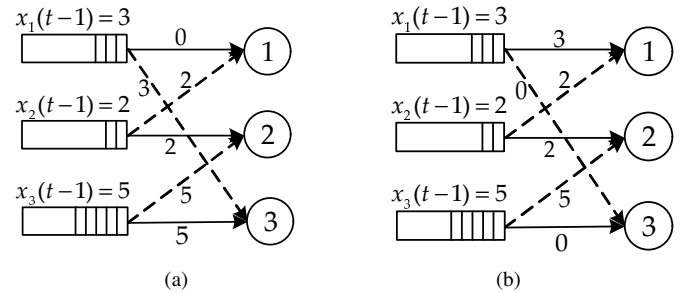 x₁(t−1)=3 0 1 x₁(t−1)=3 3 1
3 2 0 2
x₂(t−1)=2 2 x₂(t−1)=2 2
2 2
x₃(t−1)=5 5 x₃(t−1)=5 5
3 3
5 0
(a) (b)